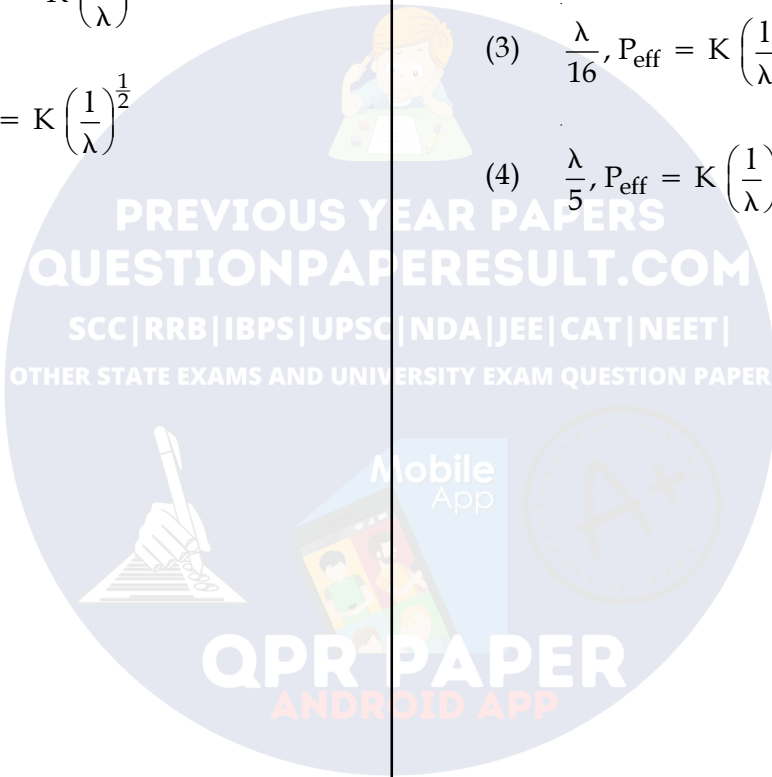 K (1/λ)
= K (1/λ)^{1/2}
(3) λ/16, P_eff = K (1/λ
(4) λ/5, P_eff = K (1/λ)
PREVIOUS YEAR PAPERS
QUESTIONPAPERESULT.COM
SCC|RRB|IBPS|UPSC|NDA|JEE|CAT|NEET|
OTHER STATE EXAMS AND UNIVERSITY EXAM QUESTION PAPER
Mobile
App
A+
QPR PAPER
ANDROID APP